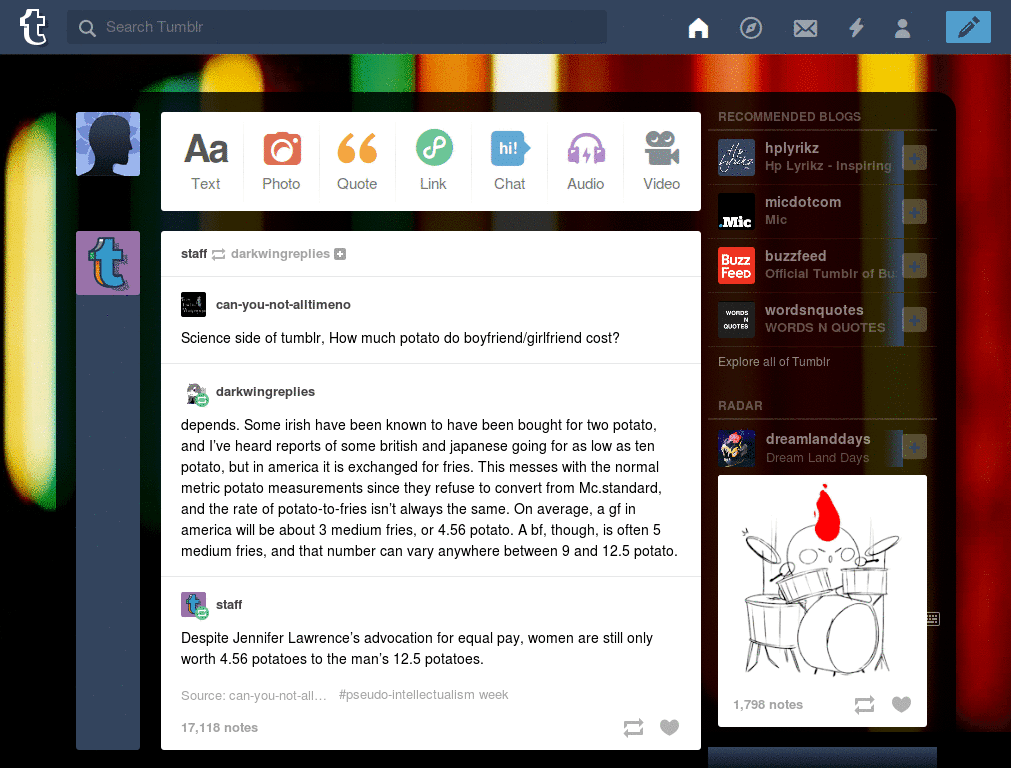 Search Tumblr
Aa
Text
Photo
Quote
Link
hi!
Chat
Audio
Video
staff darkwingreplies
can-you-not-alltimeno
Science side of tumblr, How much potato do boyfriend/girlfriend cost?
darkwingreplies
depends. Some irish have been known to have been bought for two potato,
and I've heard reports of some british and japanese going for as low as ten
potato, but in america it is exchanged for fries. This messes with the normal
metric potato measurements since they refuse to convert from Mc.standard,
and the rate of potato-to-fries isn't always the same. On average, a gf in
america will be about 3 medium fries, or 4.56 potato. A bf, though, is often 5
medium fries, and that number can vary anywhere between 9 and 12.5 potato.
staff
Despite Jennifer Lawrence's advocation for equal pay, women are still only
worth 4.56 potatoes to the man's 12.5 potatoes.
Source: can-you-not-all… #pseudo-intellectualism week
17,118 notes
RECOMMENDED BLOGS
Hp
Lyrikz
hplyrikz
Hp Lyrikz - Inspiring
.Mic
micdotcom
Mic
BuzzFeed
buzzfeed
Official Tumblr of Bu
WORDS
N
QUOTES
wordsnquotes
WORDS N QUOTES
Explore all of Tumblr
RADAR
dreamlanddays
Dream Land Days
1,798 notes